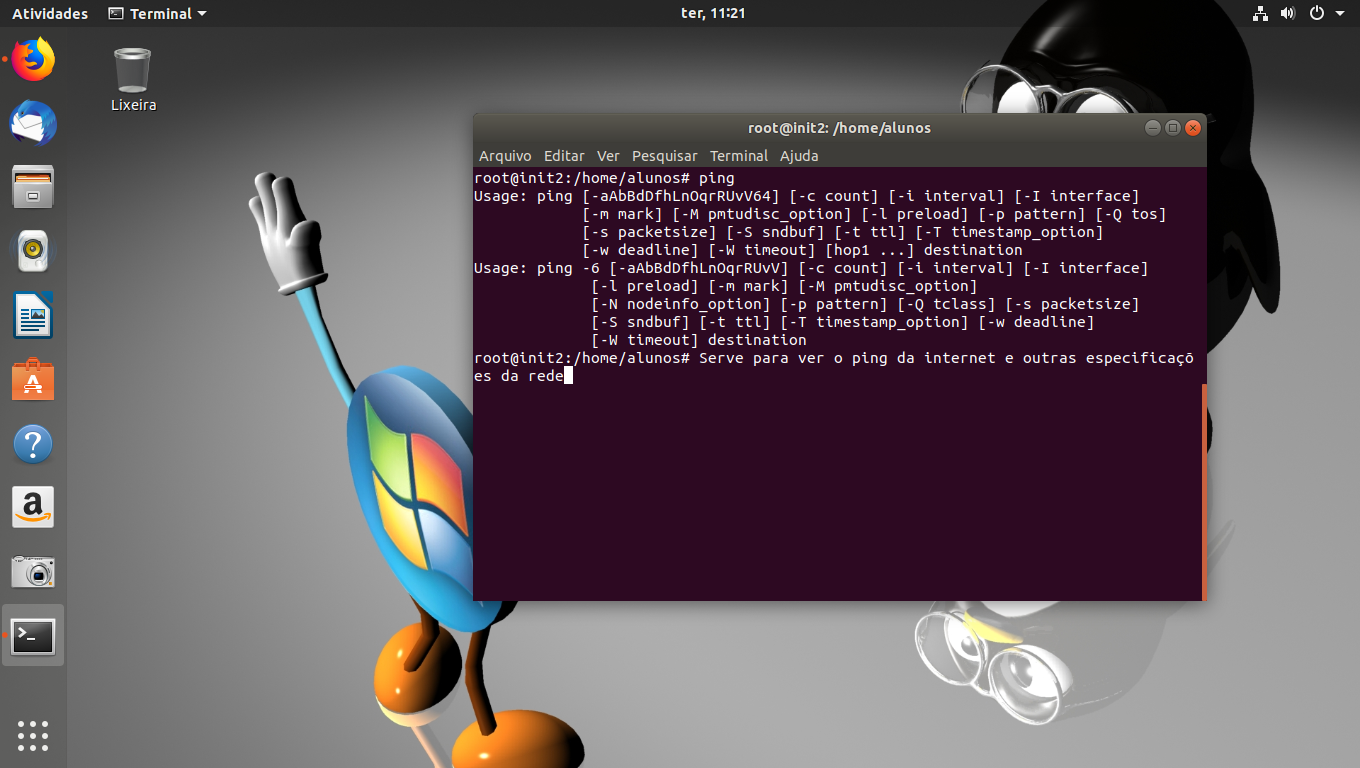 Atividades Terminal ter, 11:21
Lixeira
root@init2: /home/alunos
Arquivo Editar Ver Pesquisar Terminal Ajuda
root@init2:/home/alunos# ping
Usage: ping [-aAbBdDfhLnOqrRUvV64] [-c count] [-i interval] [-I interface]
[-m mark] [-M pmtudisc_option] [-l preload] [-p pattern] [-Q tos]
[-s packetsize] [-S sndbuf] [-t ttl] [-T timestamp_option]
[-w deadline] [-W timeout] [hop1 ...] destination
Usage: ping -6 [-aAbBdDfhLnOqrRUvV] [-c count] [-i interval] [-I interface]
[-l preload] [-m mark] [-M pmtudisc_option]
[-N nodeinfo_option] [-p pattern] [-Q tclass] [-s packetsize]
[-S sndbuf] [-t ttl] [-T timestamp_option] [-w deadline]
[-W timeout] destination
root@init2:/home/alunos# Serve para ver o ping da internet e outras especificaçõ
es da rede